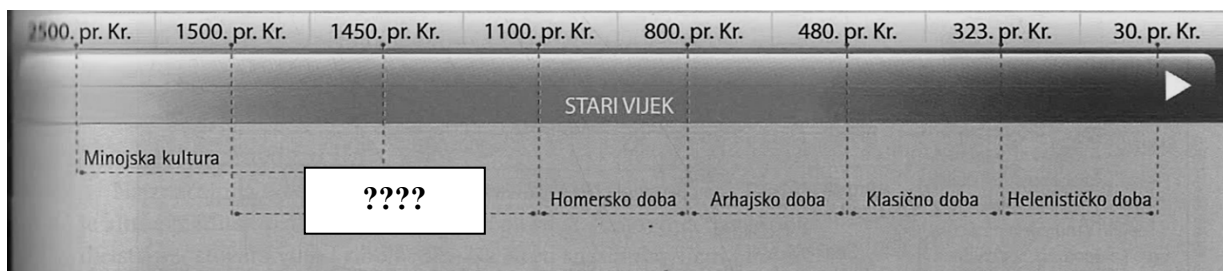 2500. pr. Kr. 1500. pr. Kr. 1450. pr. Kr. 1100. pr. Kr. 800. pr. Kr. 480. pr. Kr. 323. pr. Kr. 30. pr. Kr.
STARI VIJEK
Minojska kultura
???? Homersko doba Arhajsko doba Klasično doba Helenističko doba